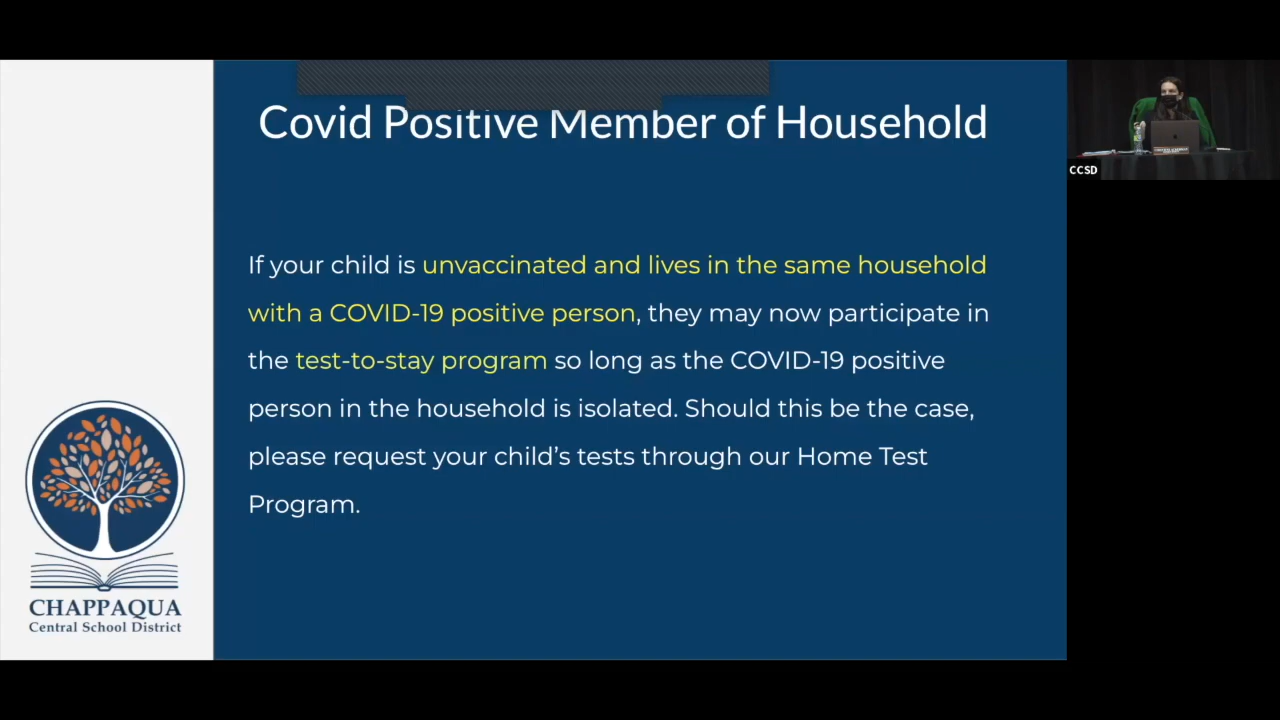 Covid Positive Member of Household
If your child is unvaccinated and lives in the same household
with a COVID-19 positive person, they may now participate in
the test-to-stay program so long as the COVID-19 positive
person in the household is isolated. Should this be the case,
please request your child's tests through our Home Test
Program.
CHAPPAQUA
Central School District
CCSD